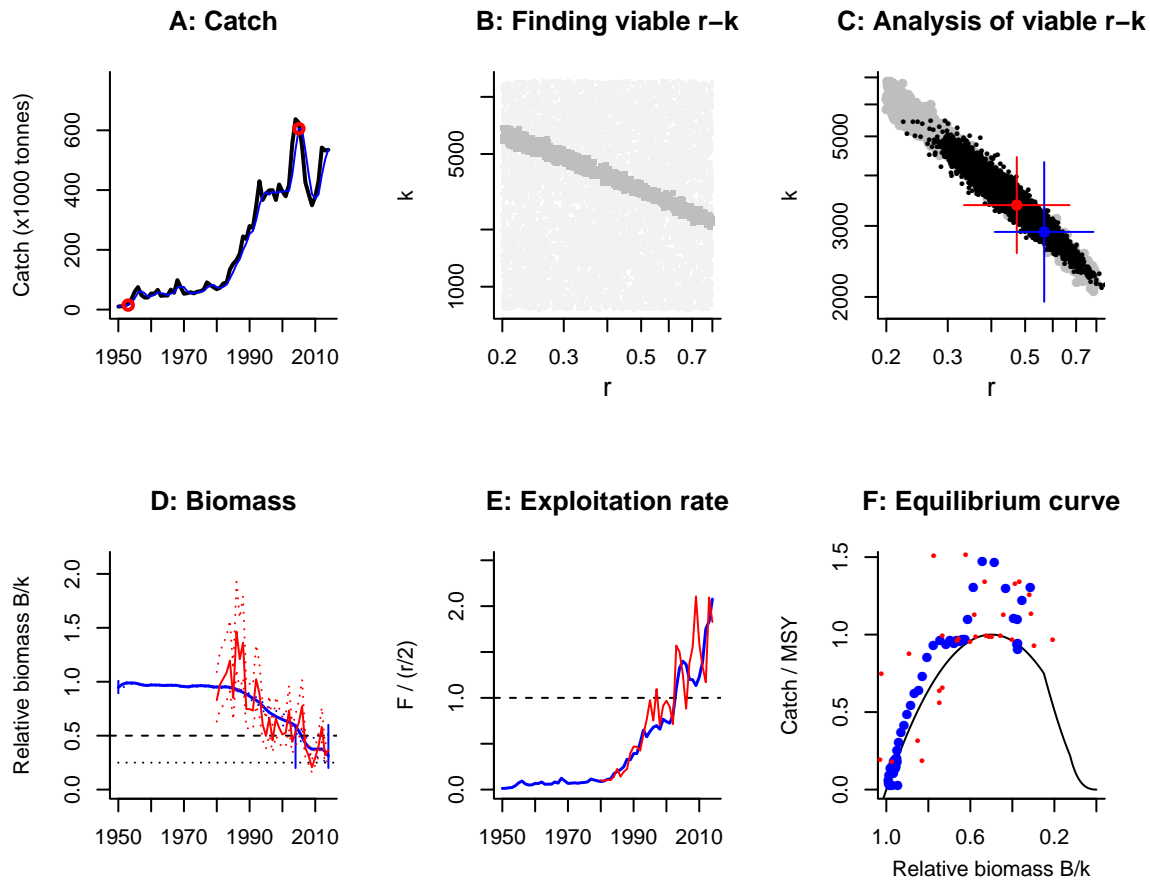 A: Catch
Catch (x1000 tonnes)
0 200 400 600
1950 1970 1990 2010
B: Finding viable r−k
k
1000 5000
0.2 0.3 0.5 0.7
r
C: Analysis of viable r−k
k
2000 3000 5000
0.2 0.3 0.5 0.7
r
D: Biomass
Relative biomass B/k
0.0 0.5 1.0 1.5 2.0
1950 1970 1990 2010
E: Exploitation rate
F / (r/2)
0.0 1.0 2.0
1950 1970 1990 2010
F: Equilibrium curve
Catch / MSY
0.0 0.5 1.0 1.5
1.0 0.6 0.2
Relative biomass B/k